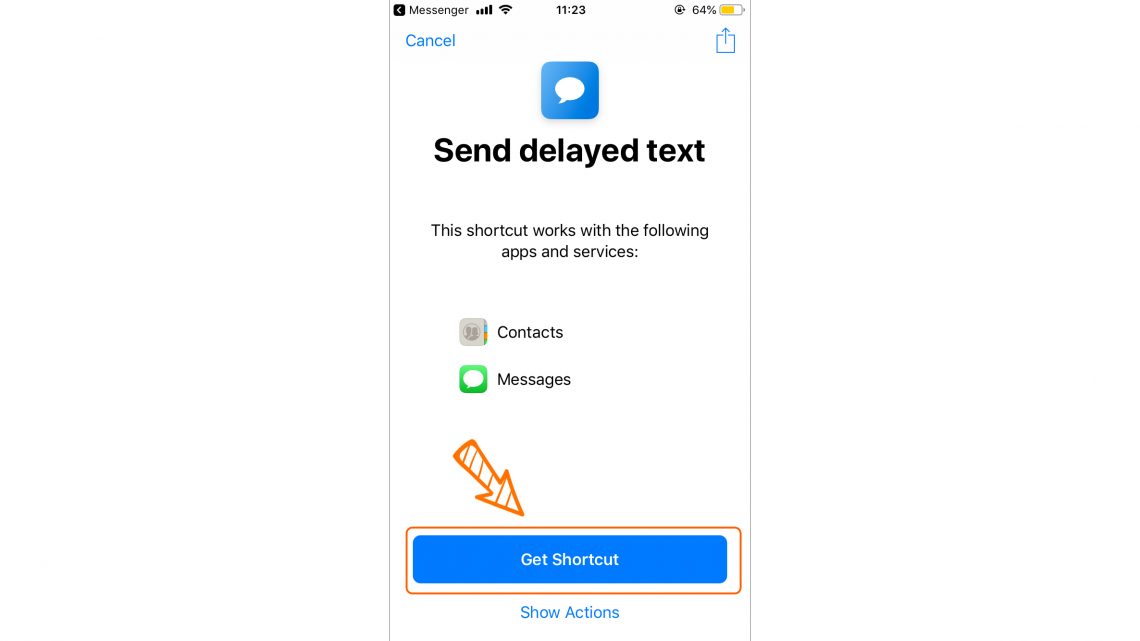 Messenger 11:23 64%
Cancel
Send delayed text
This shortcut works with the following
apps and services:
Contacts
Messages
Get Shortcut
Show Actions